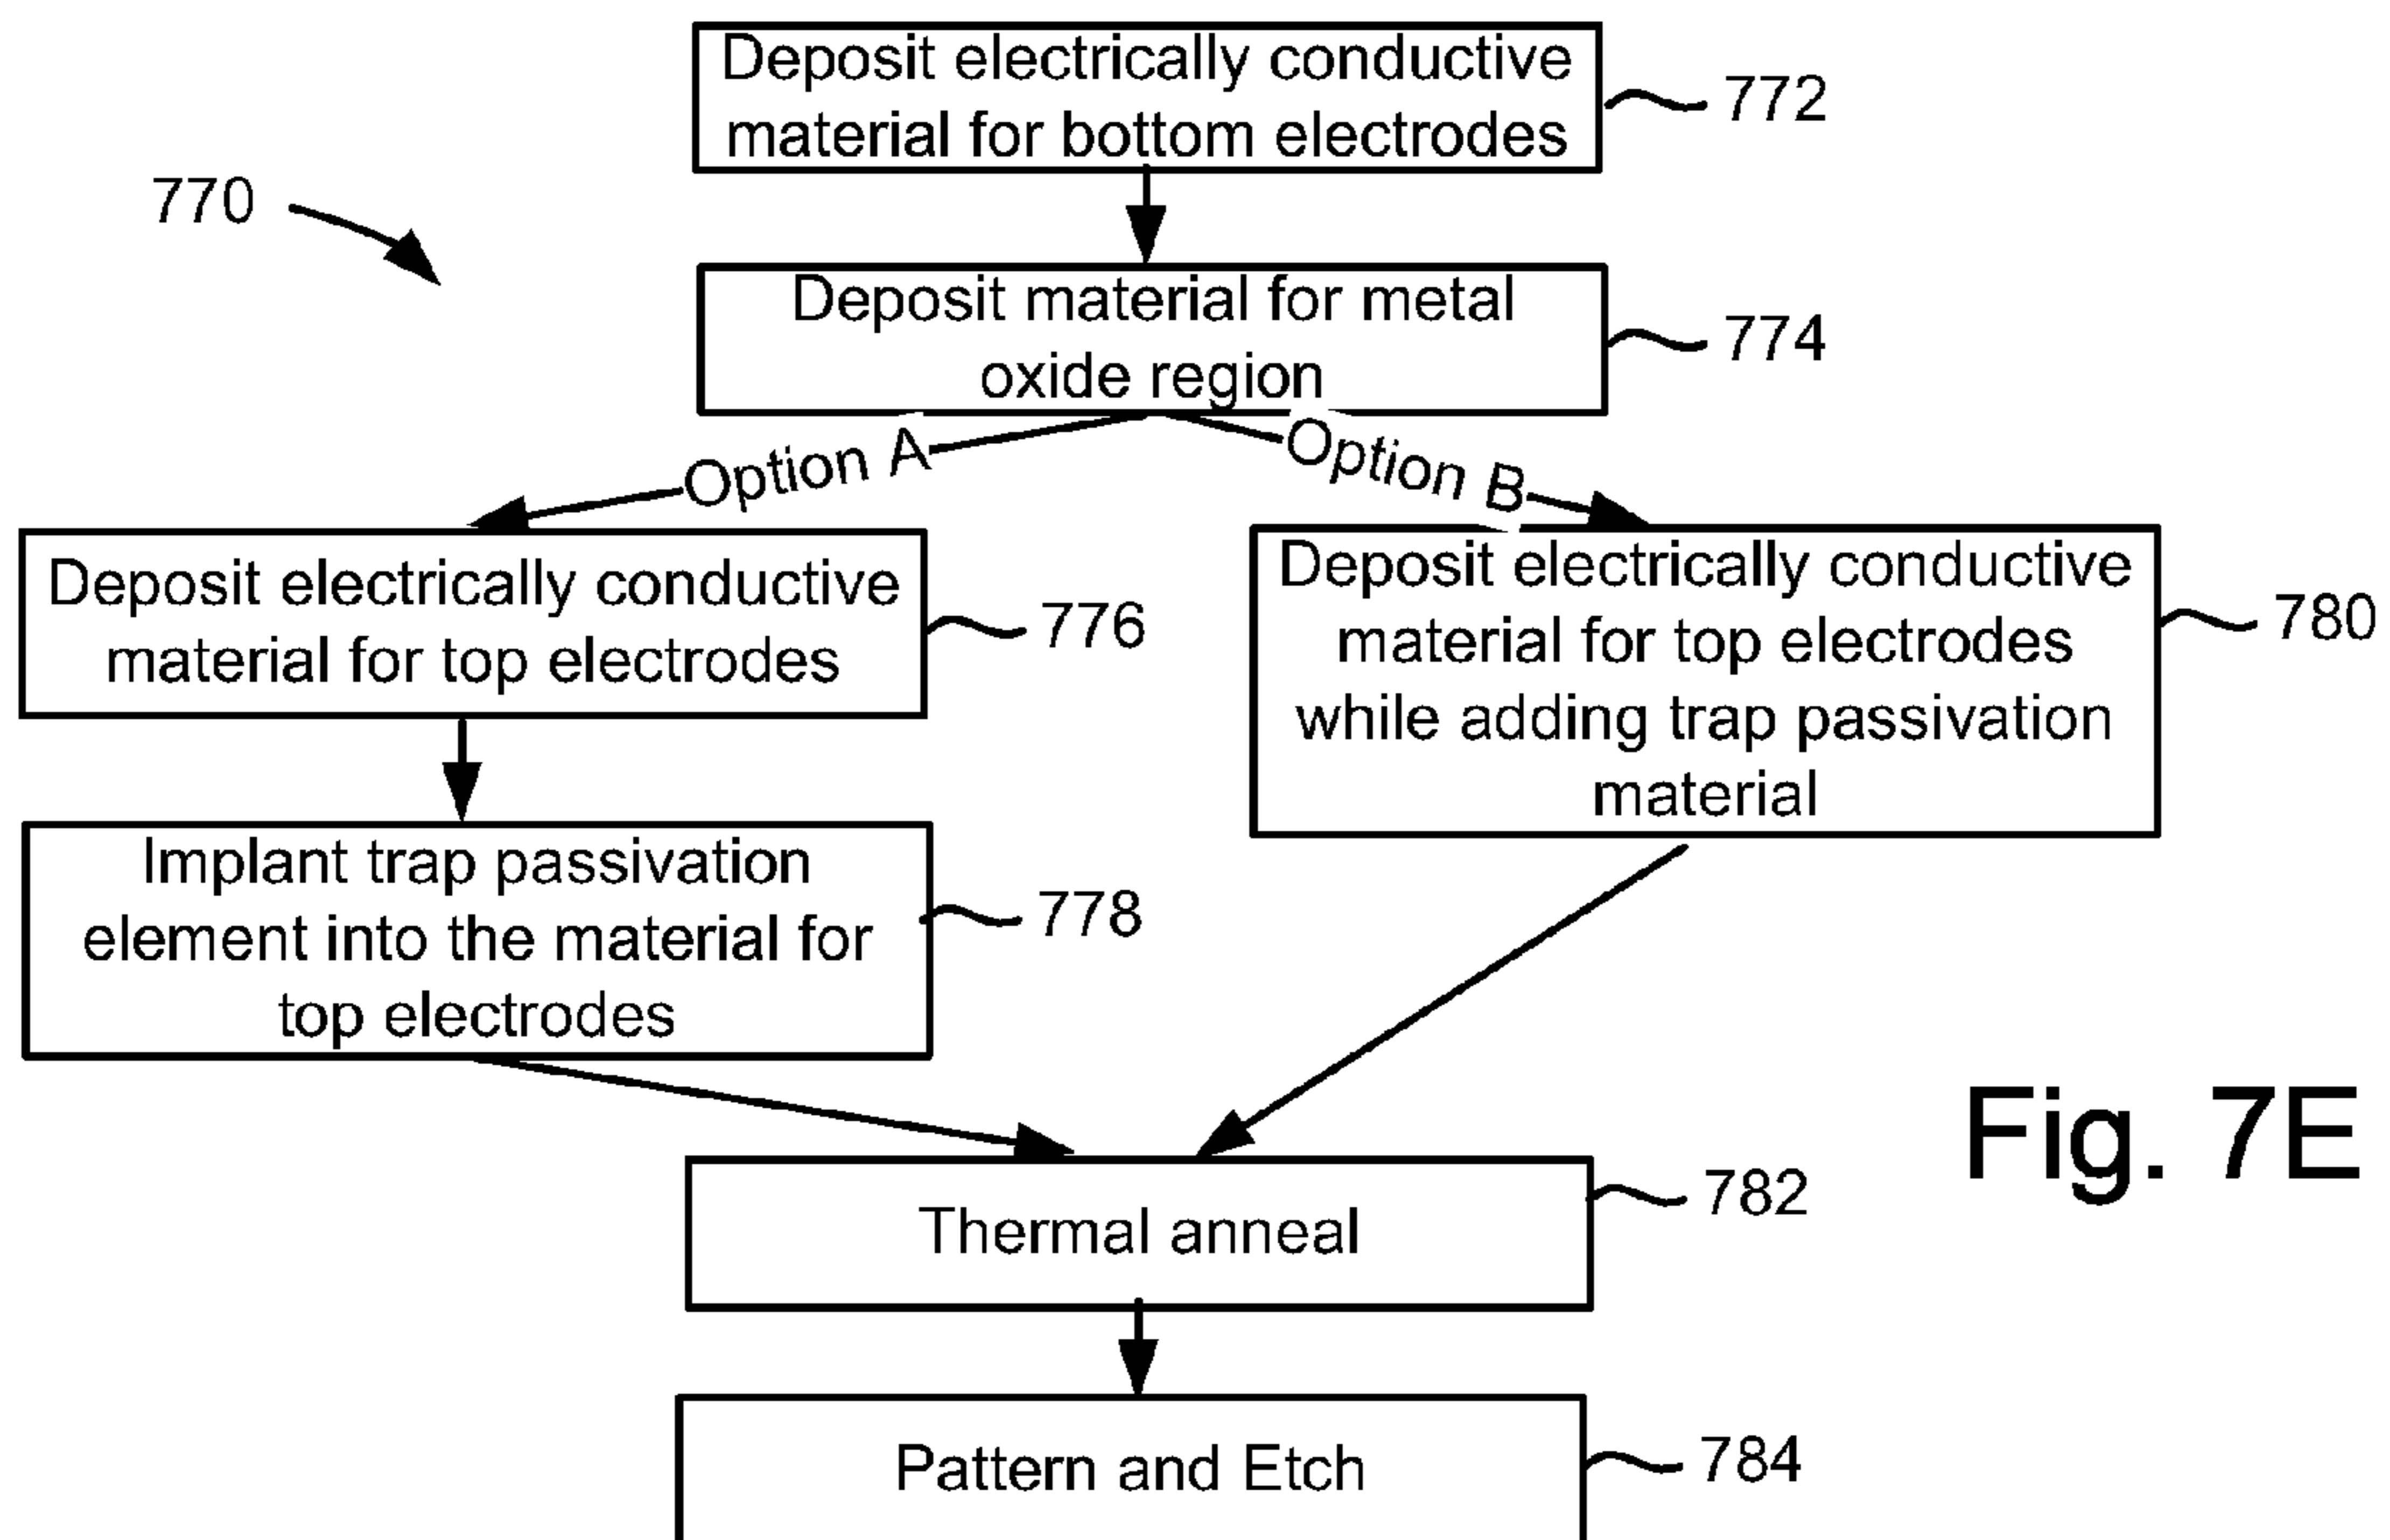 Deposit electrically conductive
material for bottom electrodes
772
770
Deposit material for metal
oxide region
774
Option A
Option B
Deposit electrically conductive
material for top electrodes
776
Deposit electrically conductive
material for top electrodes
while adding trap passivation
material
780
Implant trap passivation
element into the material for
top electrodes
778
Thermal anneal
782
Fig. 7E
Pattern and Etch
784